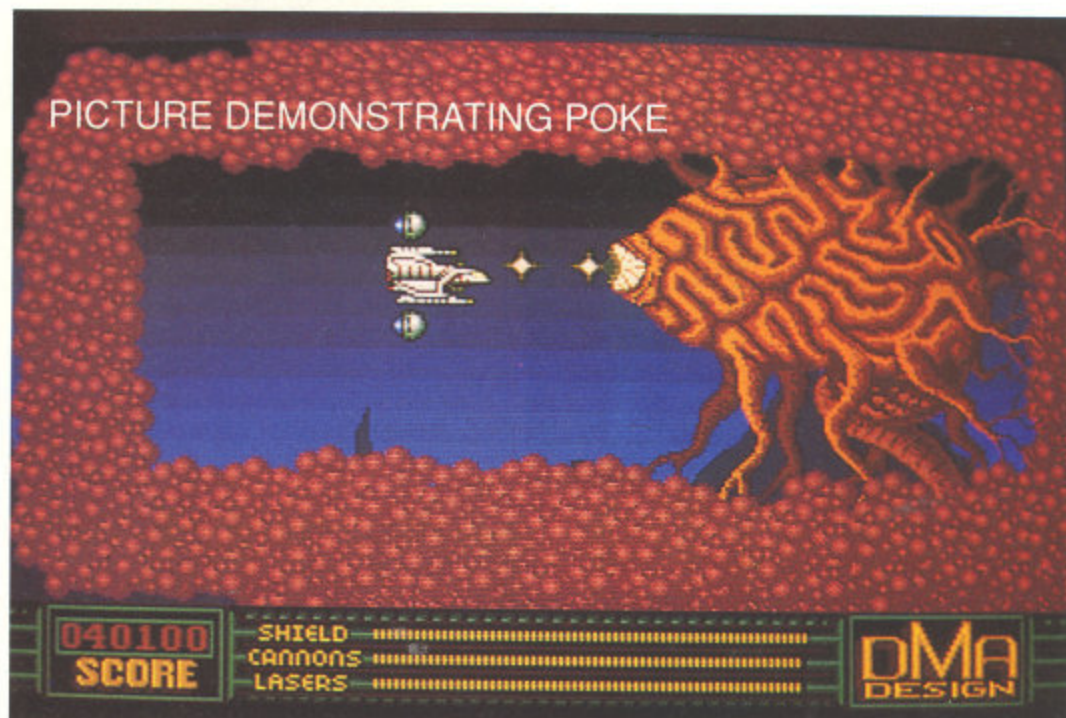 PICTURE DEMONSTRATING POKE
040100
SCORE
SHIELD
CANNONS
LASERS
DMA
DESIGN